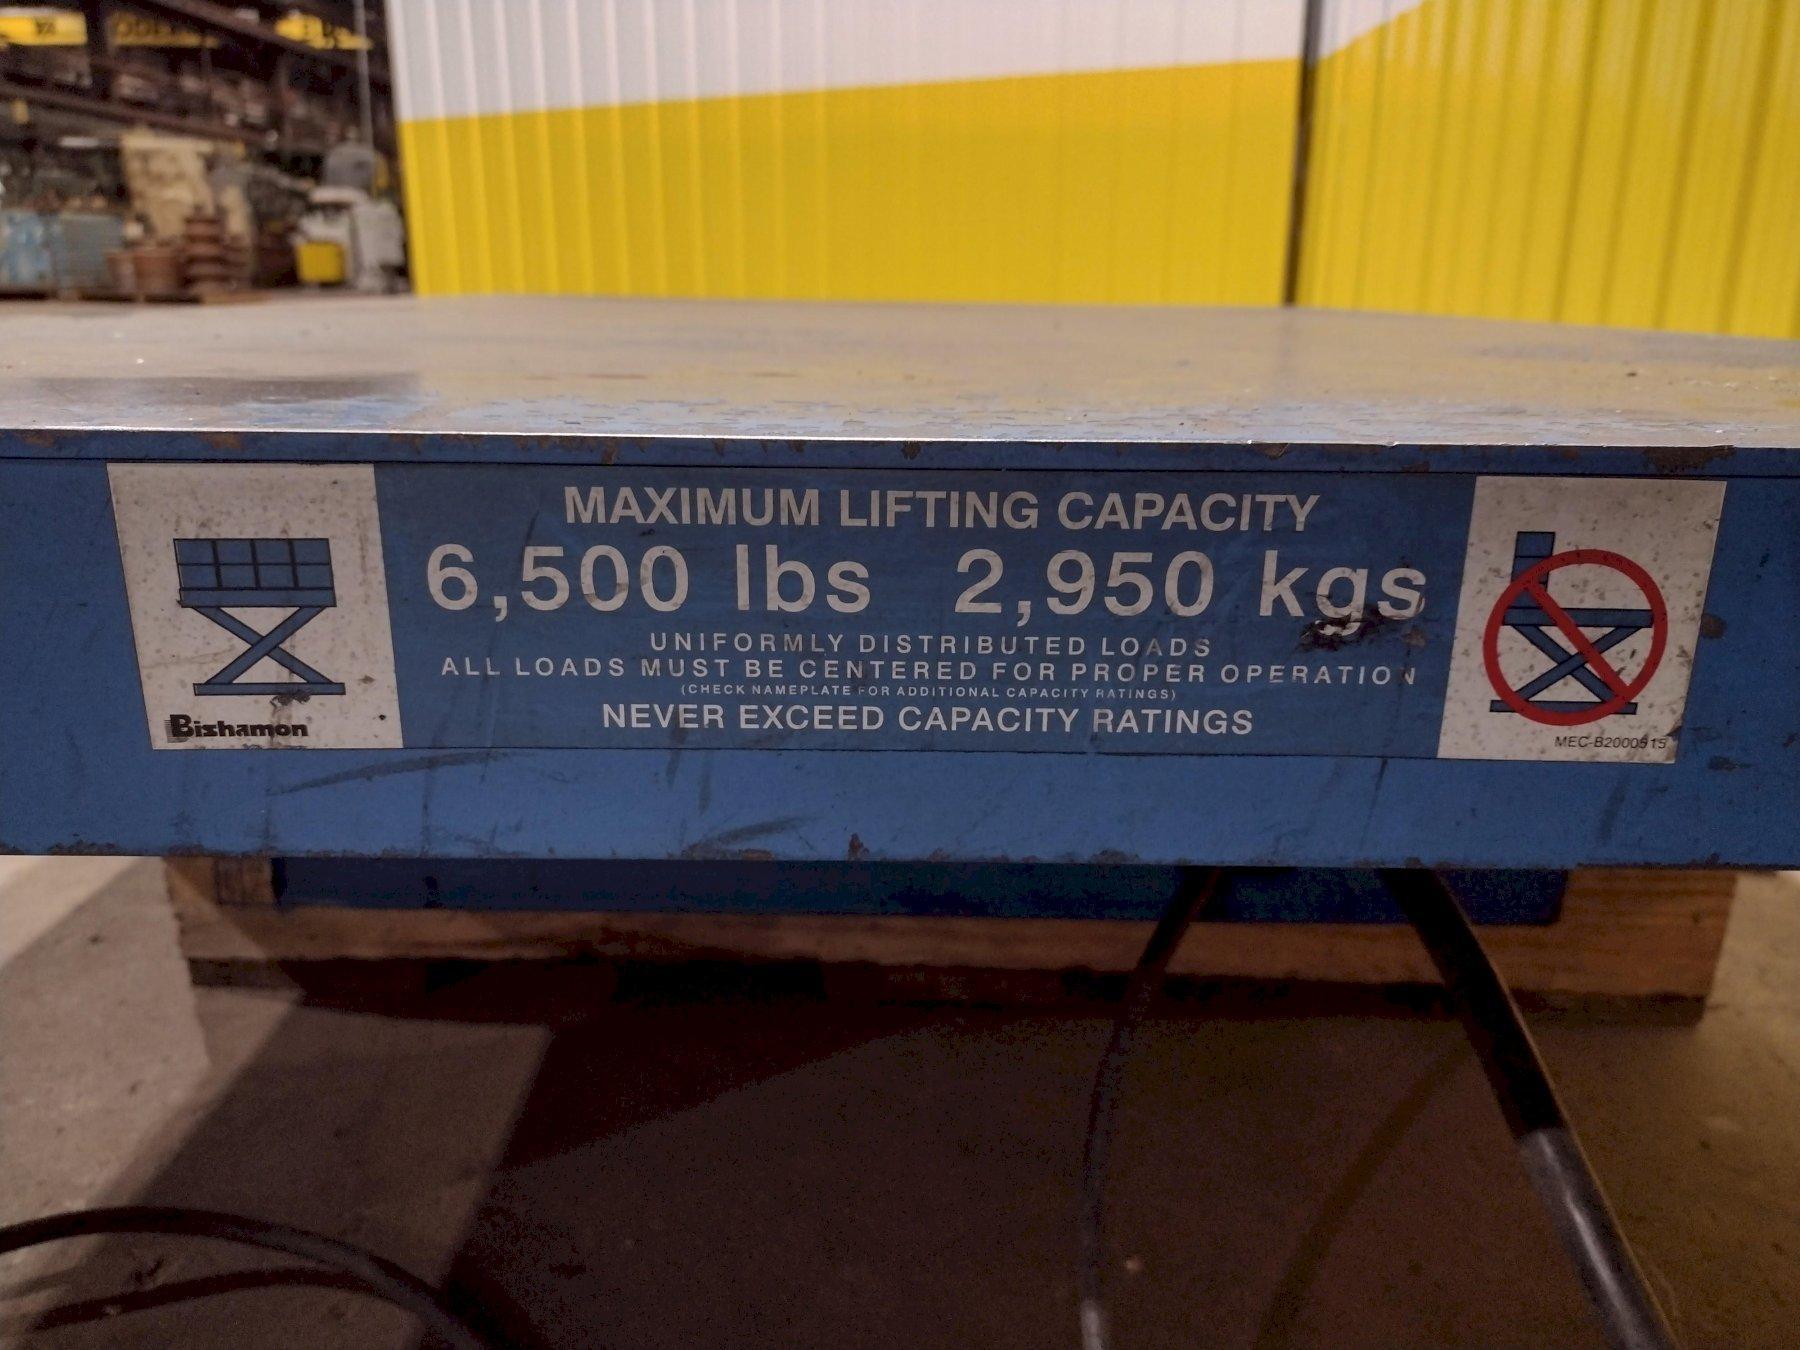 MAXIMUM LIFTING CAPACITY
6,500 lbs 2,950 kgs
UNIFORMLY DISTRIBUTED LOADS
ALL LOADS MUST BE CENTERED FOR PROPER OPERATION
(CHECK NAMEPLATE FOR ADDITIONAL CAPACITY RATINGS)
NEVER EXCEED CAPACITY RATINGS
Bishamon
MEC-B2000515